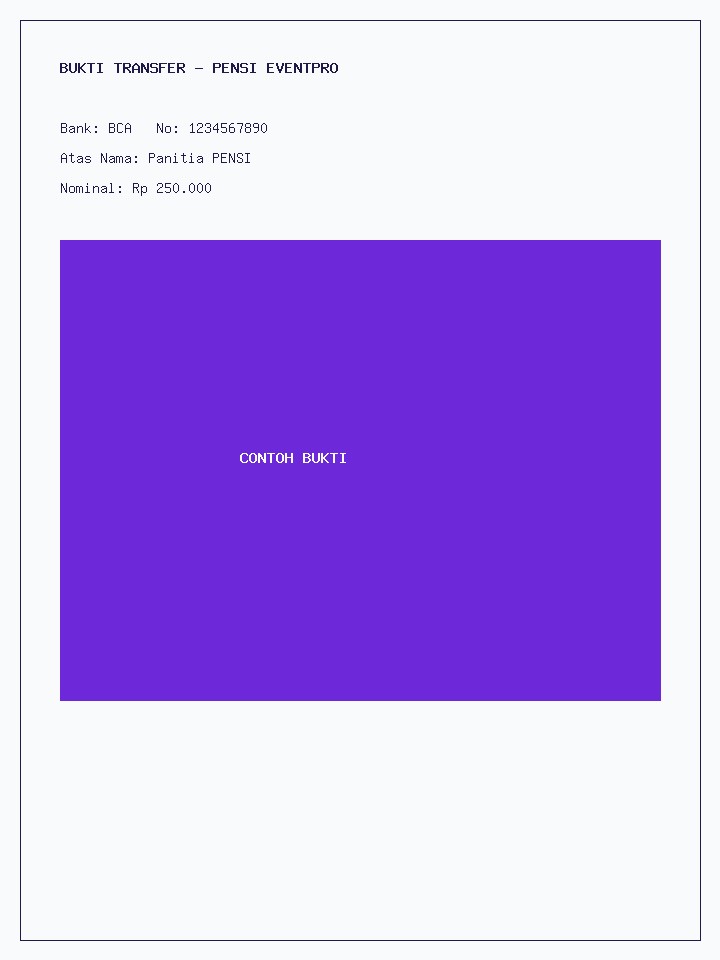 BUKTI TRANSFER — PENSI EVENTPRO
Bank: BCA   No: 1234567890
Atas Nama: Panitia PENSI
Nominal: Rp 250.000
CONTOH BUKTI